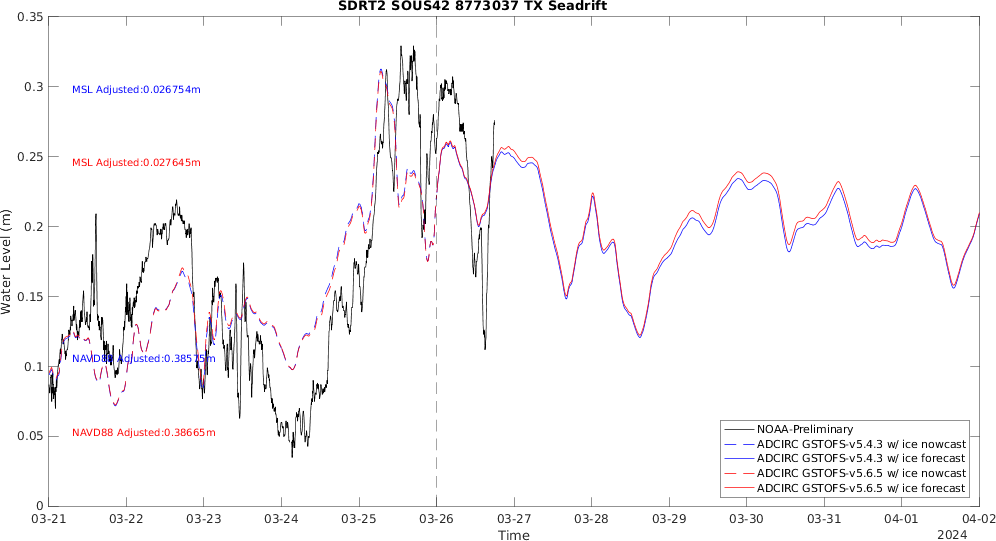 SDRT2 SOUS42 8773037 TX Seadrift
0.35
0.3
0.25
0.2
0.15
0.1
0.05
0
Water Level (m)
MSL Adjusted:0.026754m
MSL Adjusted:0.027645m
NAVD88 Adjusted:0.38575m
NAVD88 Adjusted:0.38665m
NOAA-Preliminary
ADCIRC GSTOFS-v5.4.3 w/ ice nowcast
ADCIRC GSTOFS-v5.4.3 w/ ice forecast
ADCIRC GSTOFS-v5.6.5 w/ ice nowcast
ADCIRC GSTOFS-v5.6.5 w/ ice forecast
03-21 03-22 03-23 03-24 03-25 03-26 03-27 03-28 03-29 03-30 03-31 04-01 04-02
Time
2024